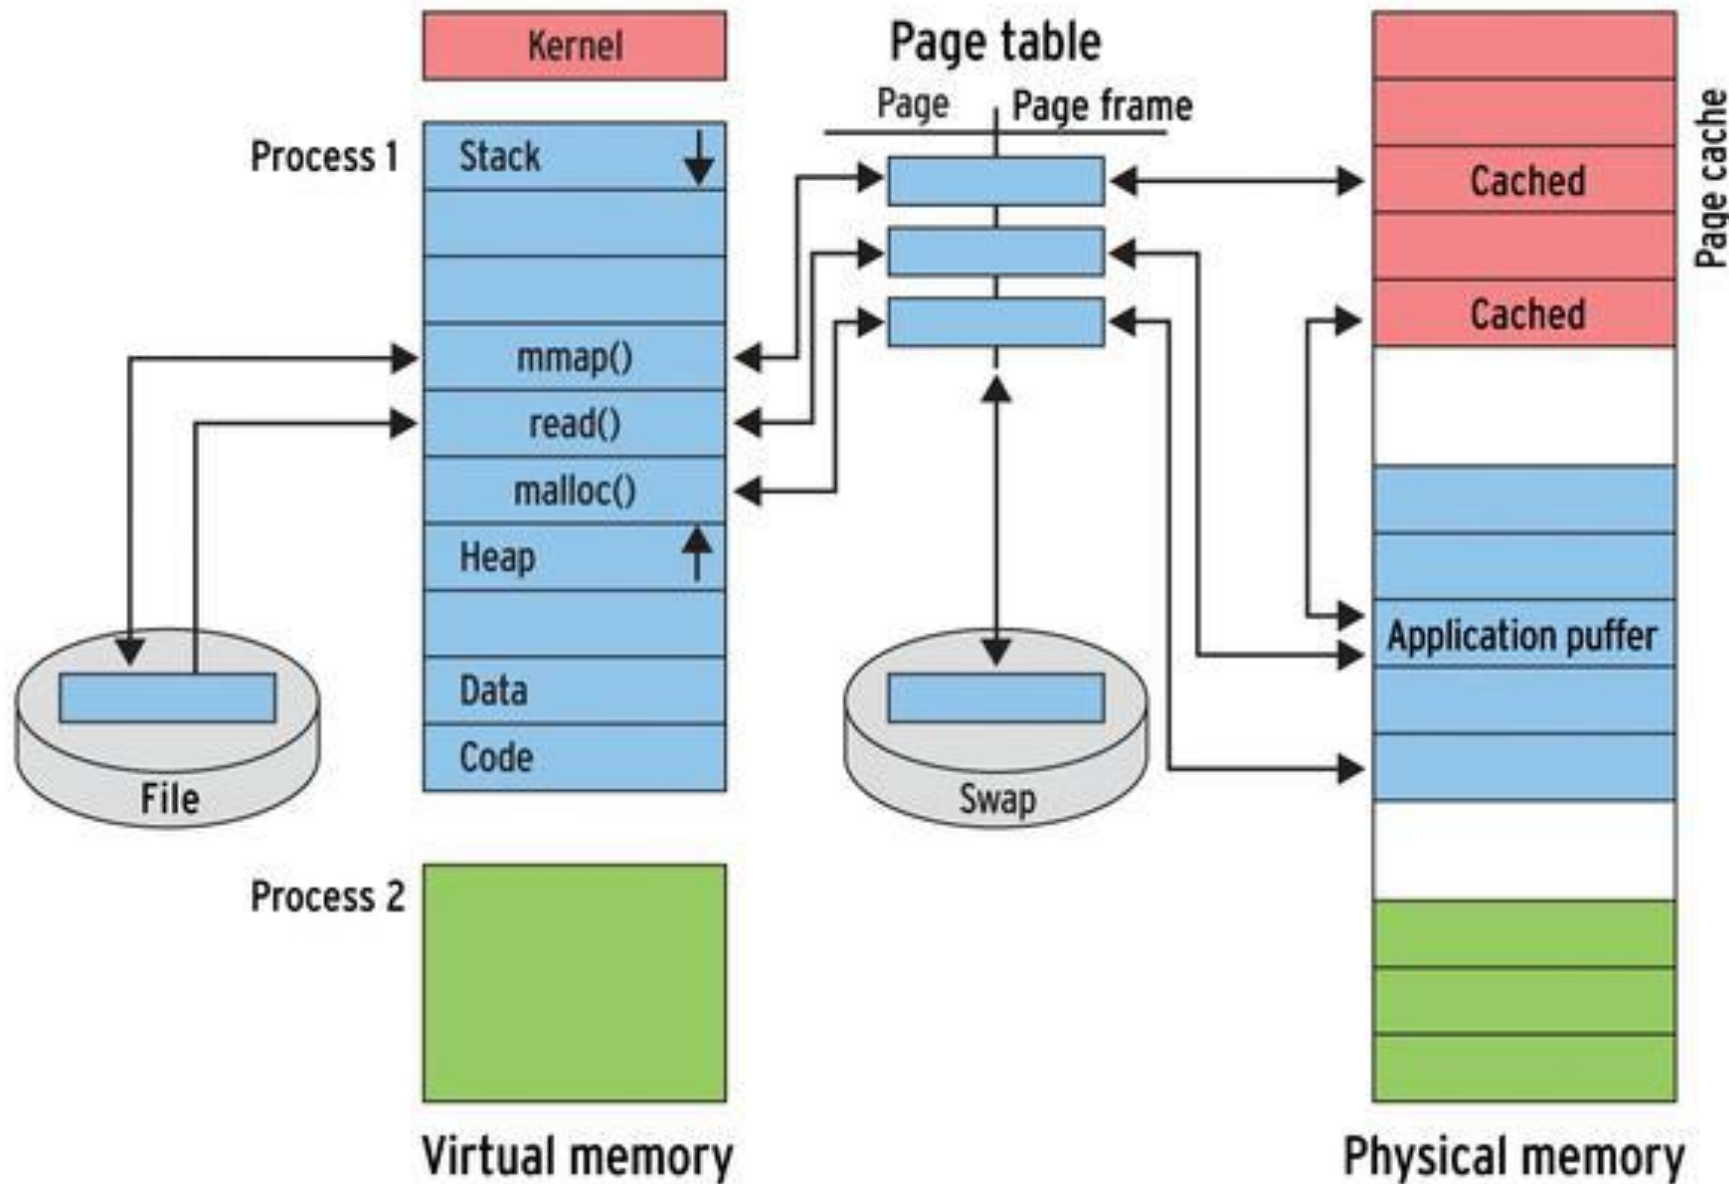 Kernel
Page table
Page
Page frame
Page cache
Process 1
Stack
Cached
Cached
mmap()
read()
malloc()
Heap
Application puffer
Data
Code
File
Swap
Process 2
Virtual memory
Physical memory